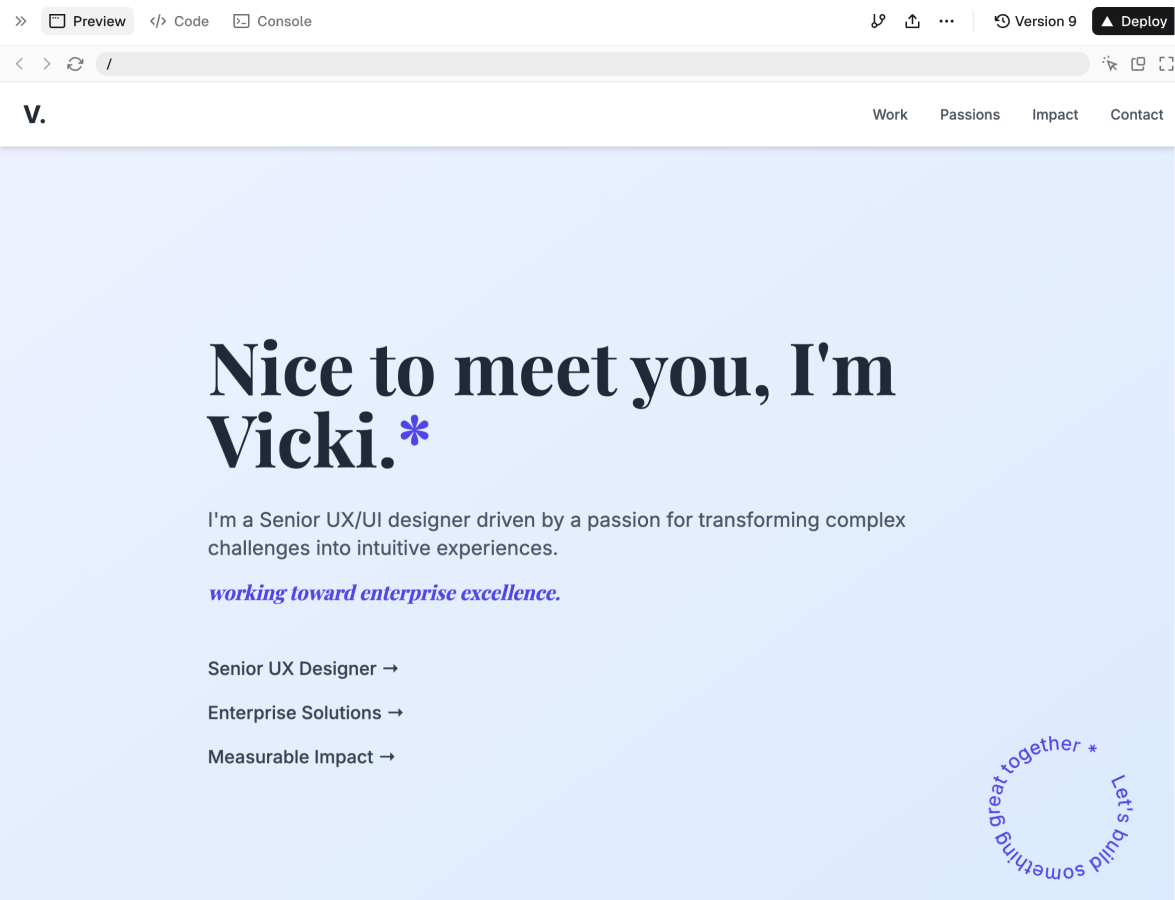 Preview
Code
Console
Version 9
Deploy
/
V.
Work
Passions
Impact
Contact
Nice to meet you, I'm
Vicki.*
I'm a Senior UX/UI designer driven by a passion for transforming complex
challenges into intuitive experiences.
working toward enterprise excellence.
Senior UX Designer →
Enterprise Solutions →
Measurable Impact →
Let's build something great together *